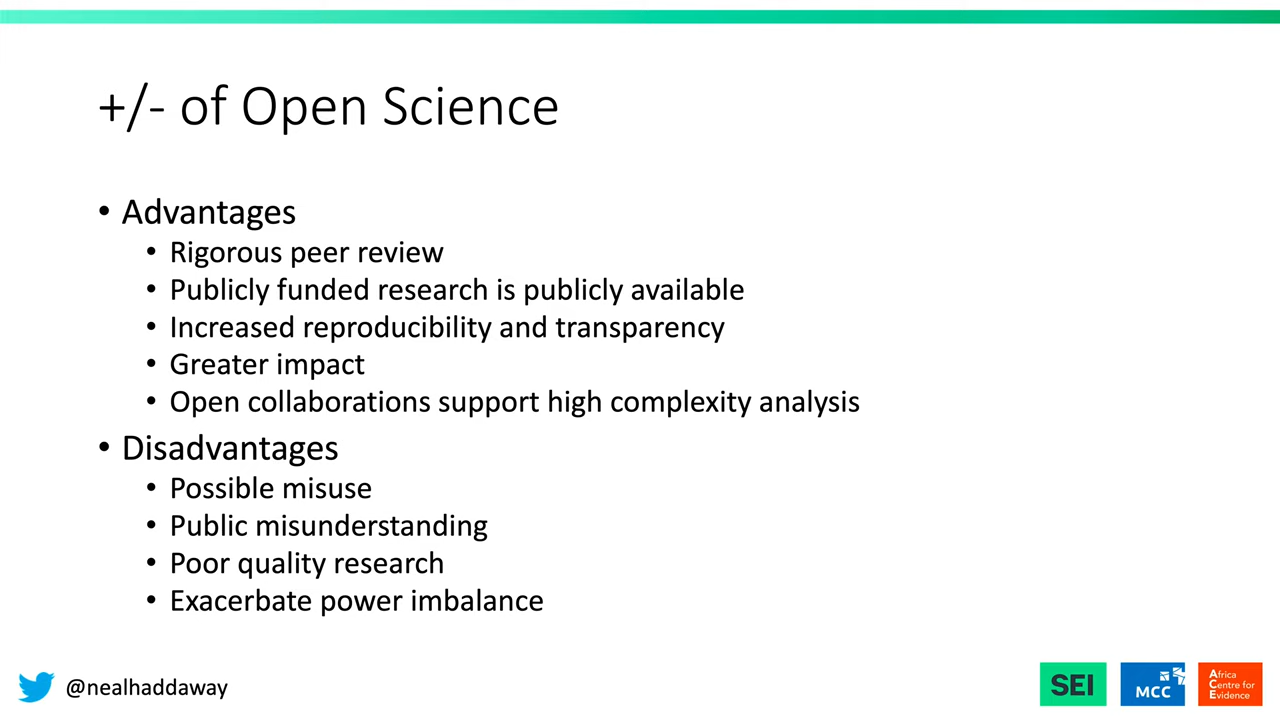 +/- of Open Science
• Advantages
• Rigorous peer review
• Publicly funded research is publicly available
• Increased reproducibility and transparency
• Greater impact
• Open collaborations support high complexity analysis
• Disadvantages
• Possible misuse
• Public misunderstanding
• Poor quality research
• Exacerbate power imbalance
@nealhaddaway
SEI
MCC
Africa
Centre for
Evidence